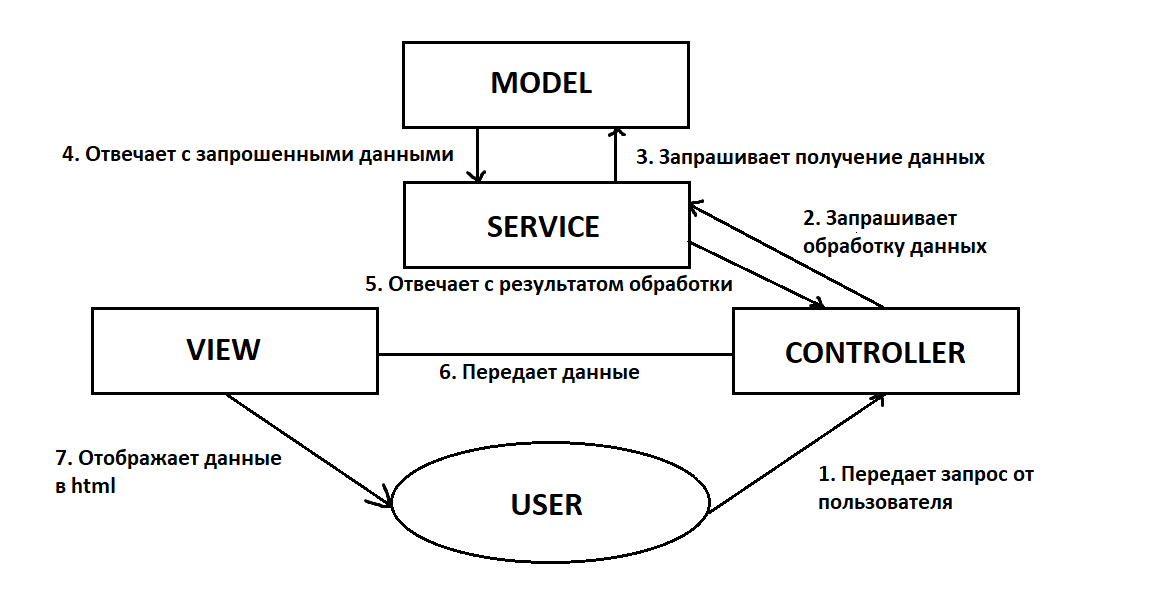 MODEL
4. Отвечает с запрошенными данными
3. Запрашивает получение данных
SERVICE
2. Запрашивает
обработку данных
5. Отвечает с результатом обработки
VIEW
CONTROLLER
6. Передает данные
7. Отображает данные
в html
USER
1. Передает запрос от
пользователя